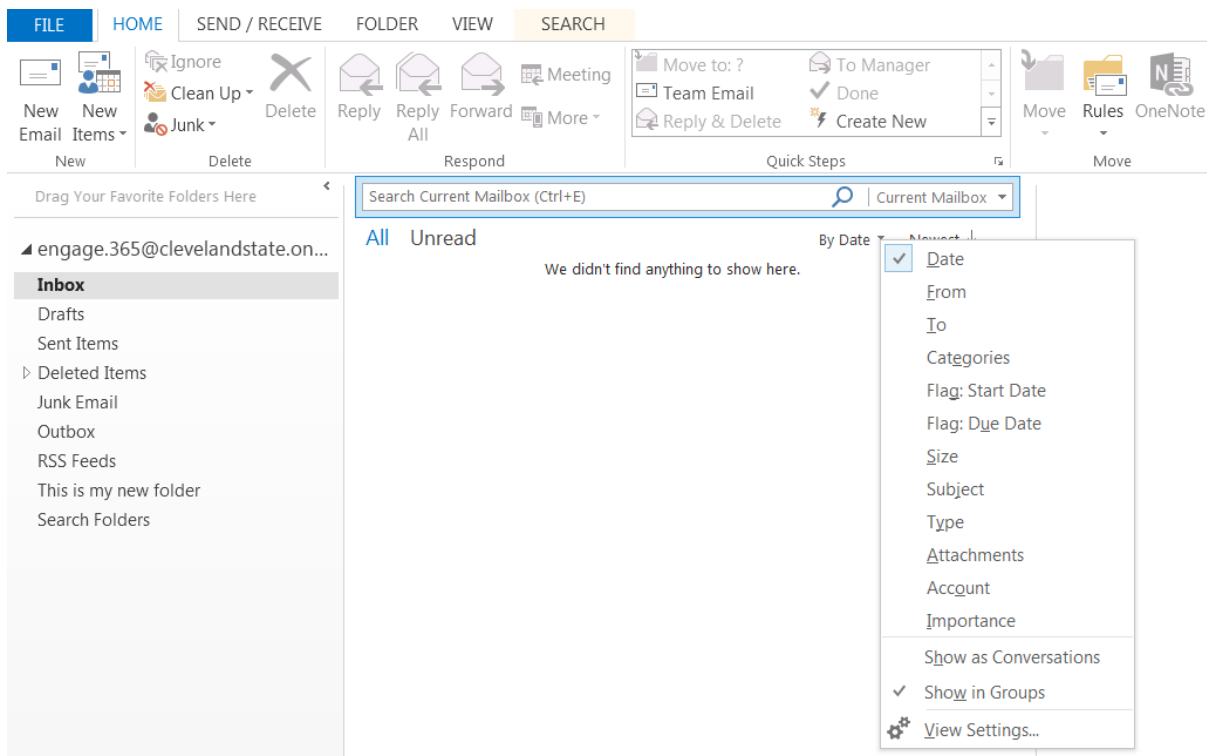 FILE HOME SEND / RECEIVE FOLDER VIEW SEARCH
New Email
New Items
Ignore
Clean Up
Junk
Delete
Reply
Reply All
Forward
Meeting
More
Move to: ?
Team Email
Reply & Delete
To Manager
Done
Create New
Move
Rules
OneNote
New
Delete
Respond
Quick Steps
Move
Drag Your Favorite Folders Here
engage.365@clevelandstate.on...
Inbox
Drafts
Sent Items
Deleted Items
Junk Email
Outbox
RSS Feeds
This is my new folder
Search Folders
Search Current Mailbox (Ctrl+E) Current Mailbox
All Unread By Date Newest
We didn't find anything to show here.
Date
From
To
Categories
Flag: Start Date
Flag: Due Date
Size
Subject
Type
Attachments
Account
Importance
Show as Conversations
Show in Groups
View Settings...